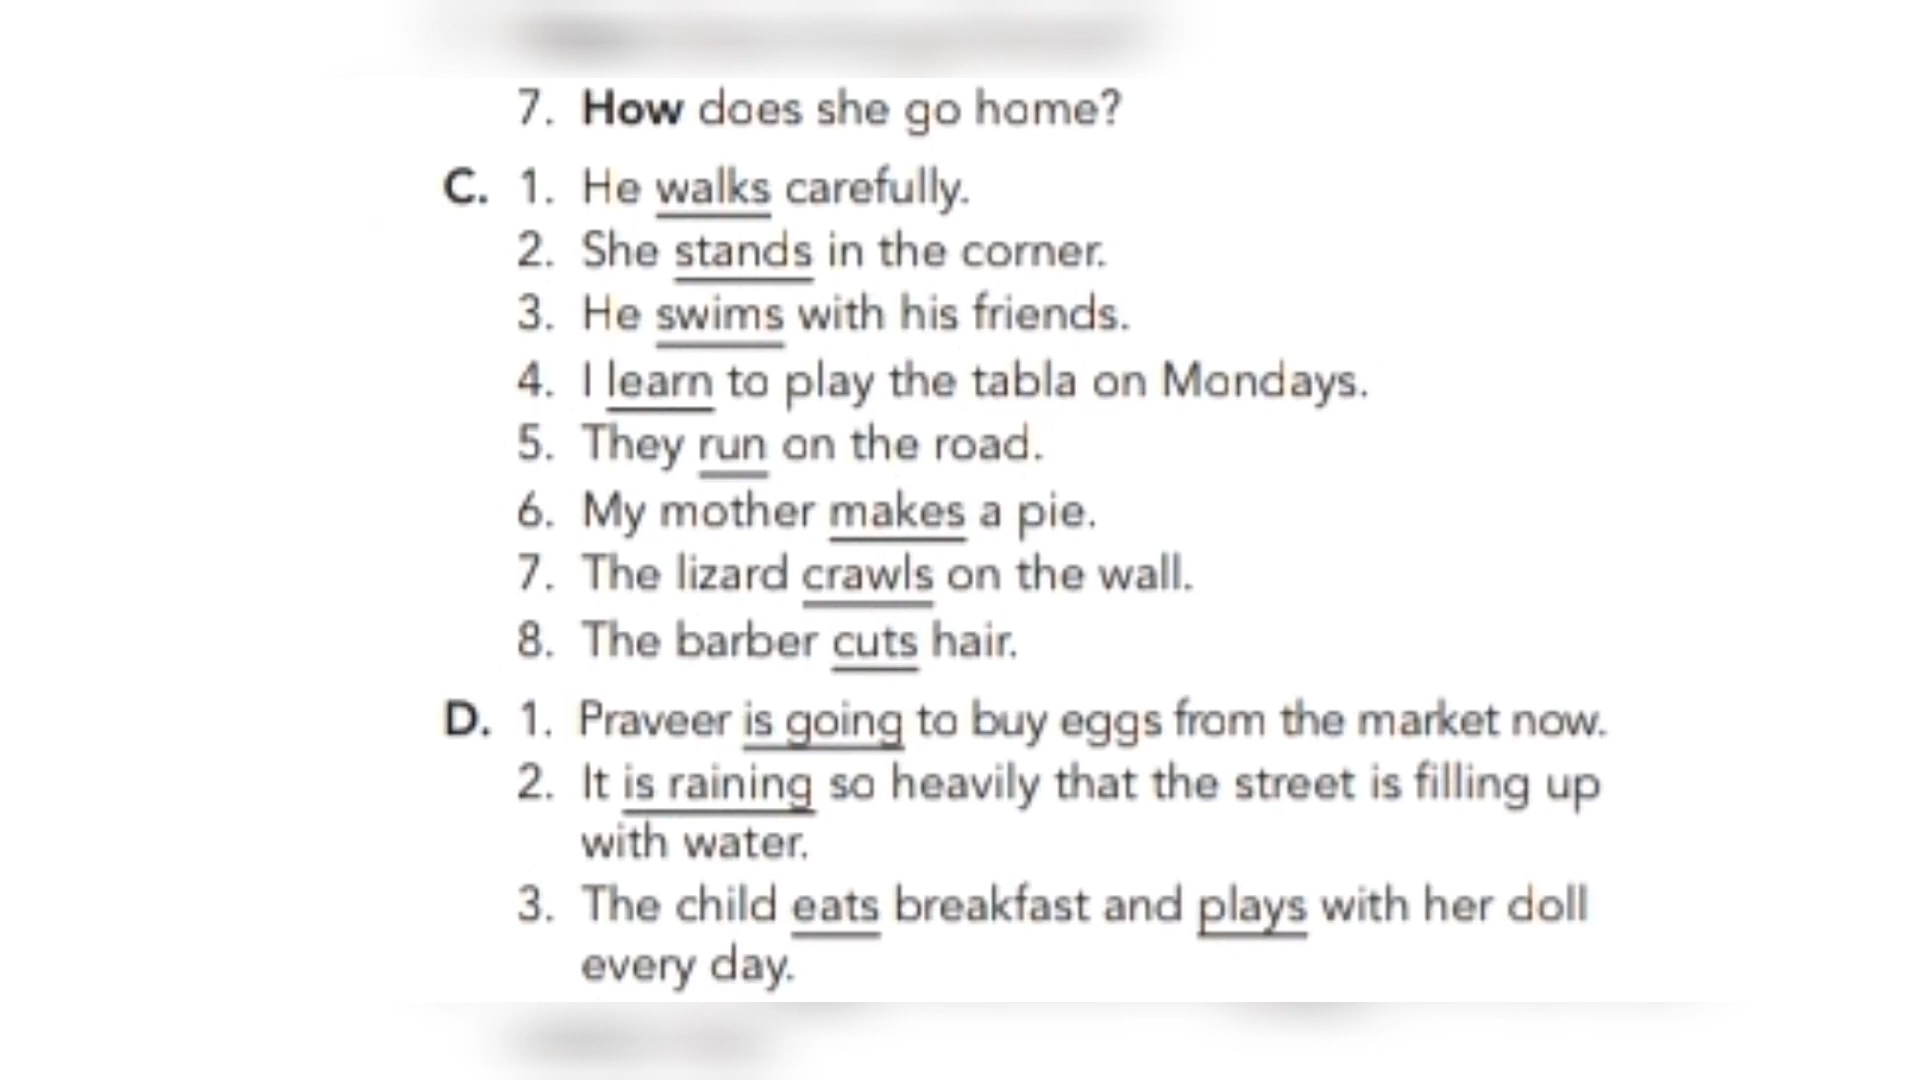 7. How does she go home?
C. 1. He walks carefully.
2. She stands in the corner.
3. He swims with his friends.
4. I learn to play the tabla on Mondays.
5. They run on the road.
6. My mother makes a pie.
7. The lizard crawls on the wall.
8. The barber cuts hair.
D. 1. Praveer is going to buy eggs from the market now.
2. It is raining so heavily that the street is filling up
with water.
3. The child eats breakfast and plays with her doll
every day.